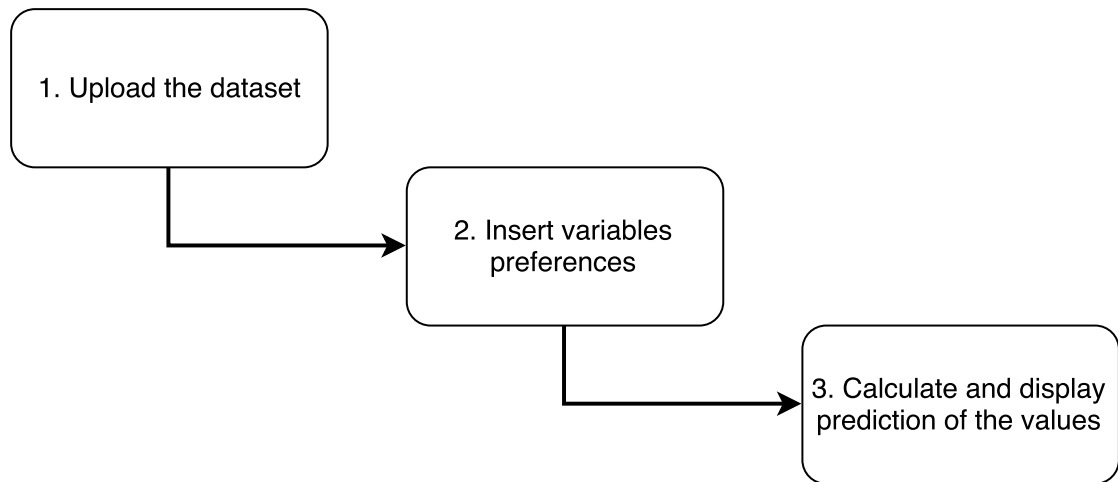 1. Upload the dataset
2. Insert variables
preferences
3. Calculate and display
prediction of the values